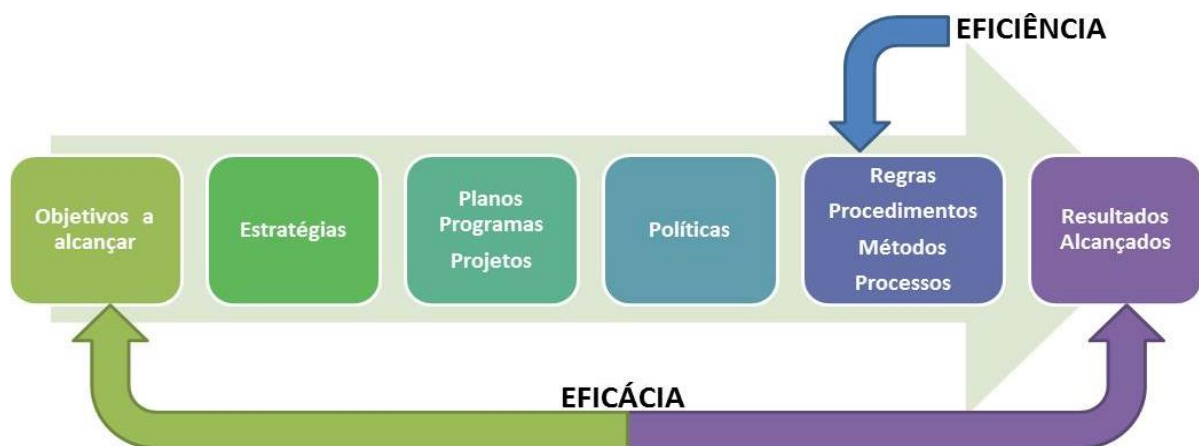 EFICIÊNCIA
Objetivos a
alcançar
Estratégias
Planos
Programas
Projetos
Políticas
Regras
Procedimentos
Métodos
Processos
Resultados
Alcançados
EFICÁCIA